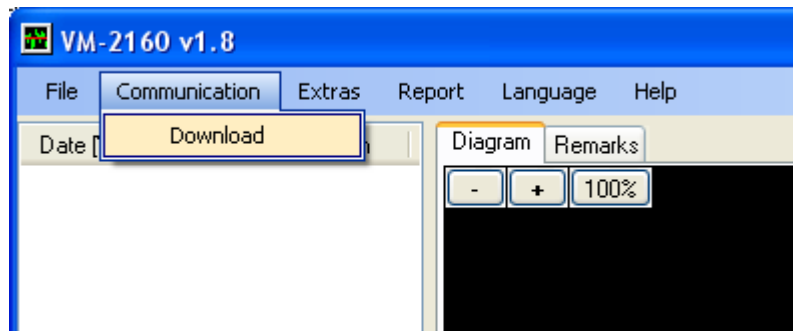 VM-2160 v1.8
File Communication Extras Report Language Help
Download
Date [
Diagram Remarks
- + 100%